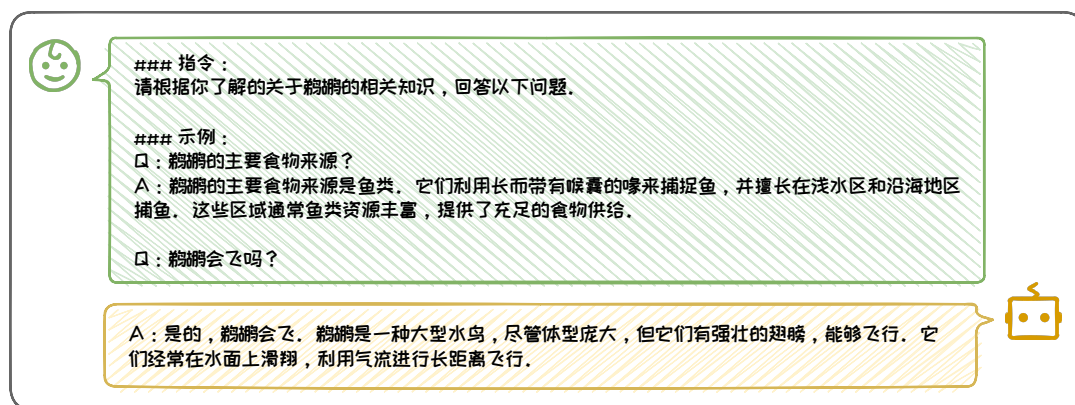 ### 指令：
请根据你了解的关于鹈鹕的相关知识，回答以下问题.
### 示例：
Q：鹈鹕的主要食物来源？
A：鹈鹕的主要食物来源是鱼类. 它们利用长而带有喉囊的喙来捕捉鱼，并擅长在浅水区和沿海地区
捕鱼. 这些区域通常鱼类资源丰富，提供了充足的食物供给.
Q：鹈鹕会飞吗？
A：是的，鹈鹕会飞. 鹈鹕是一种大型水鸟，尽管体型庞大，但它们有强壮的翅膀，能够飞行. 它
们经常在水面上滑翔，利用气流进行长距离飞行.